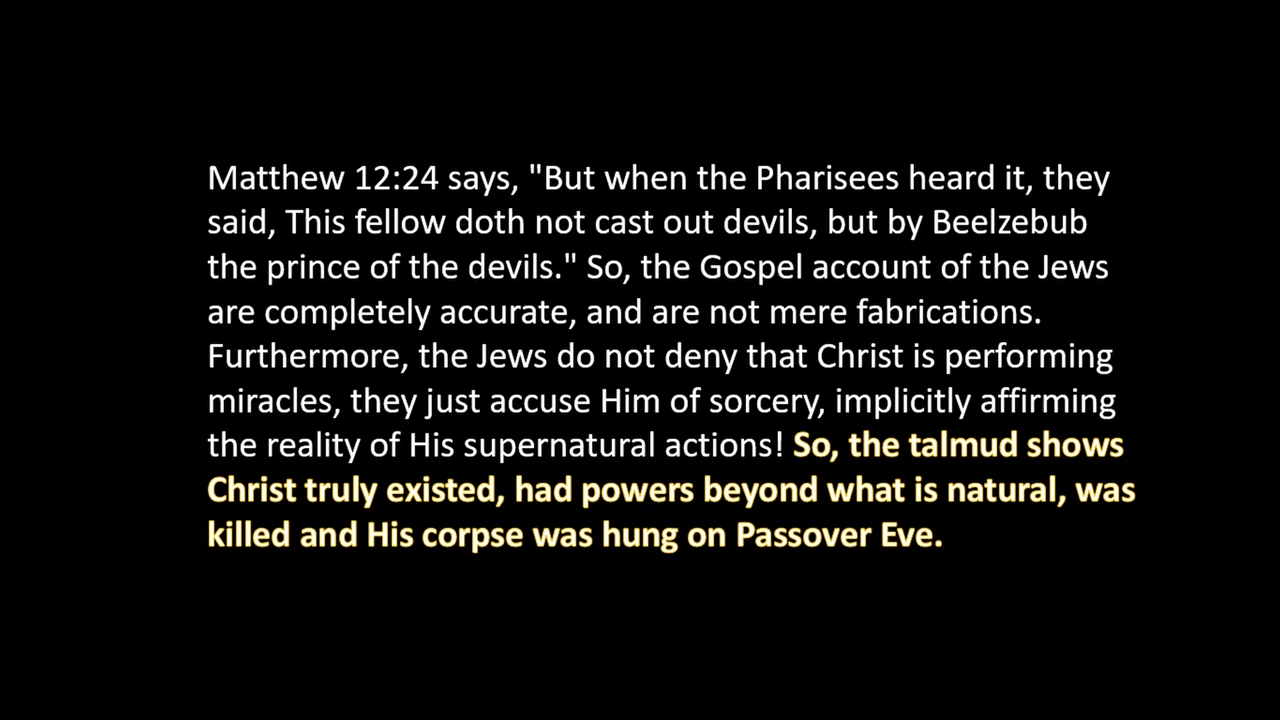 Matthew 12:24 says, "But when the Pharisees heard it, they
said, This fellow doth not cast out devils, but by Beelzebub
the prince of the devils." So, the Gospel account of the Jews
are completely accurate, and are not mere fabrications.
Furthermore, the Jews do not deny that Christ is performing
miracles, they just accuse Him of sorcery, implicitly affirming
the reality of His supernatural actions! So, the talmud shows
Christ truly existed, had powers beyond what is natural, was
killed and His corpse was hung on Passover Eve.